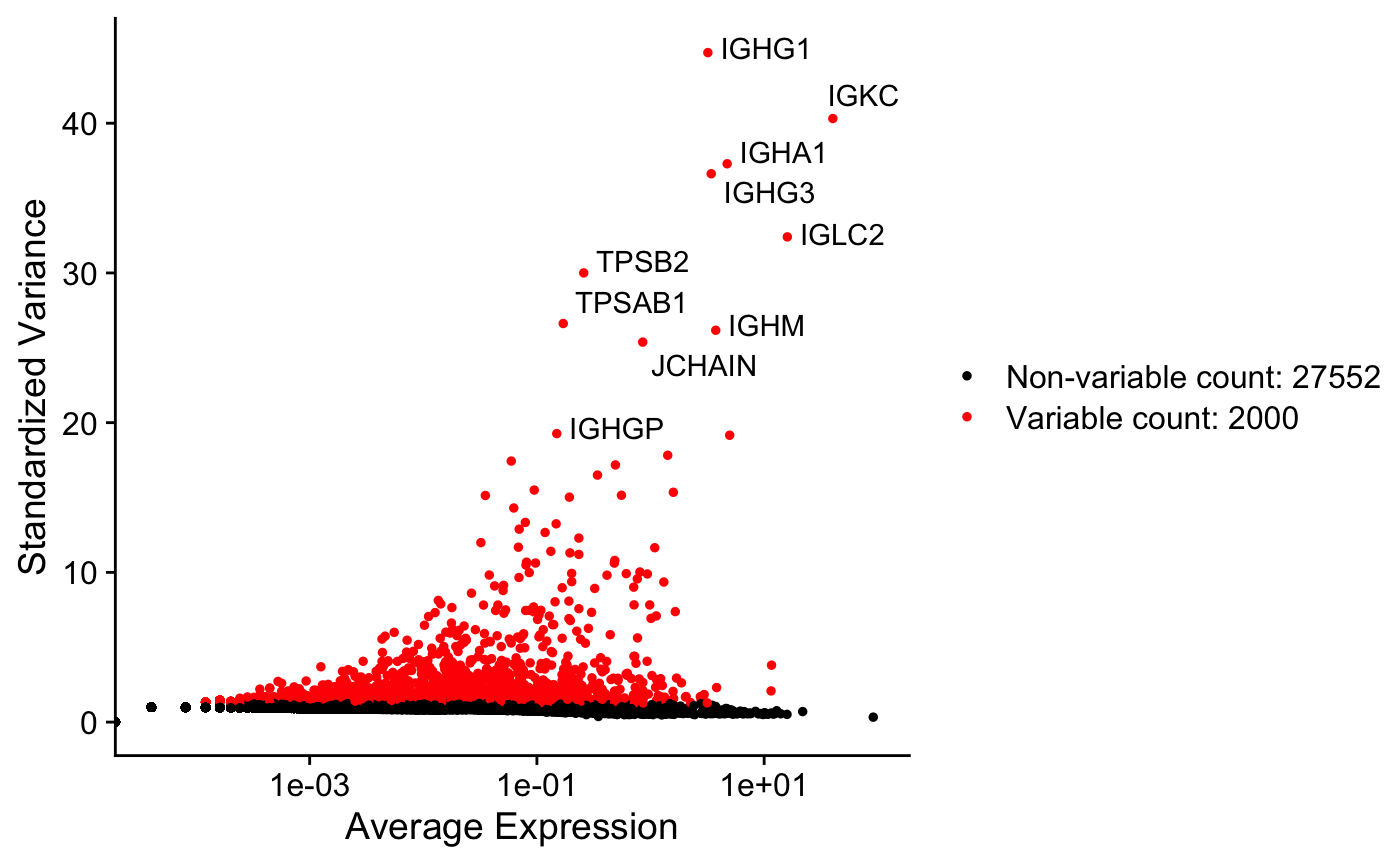 IGHG1
IGKC
40
IGHA1
IGHG3
IGLC2
TPSB2
30
TPSAB1
IGHM
JCHAIN
Non-variable count: 27552
Variable count: 2000
20
IGHGP
10
0
Standardized Variance
1e-03
1e-01
1e+01
Average Expression